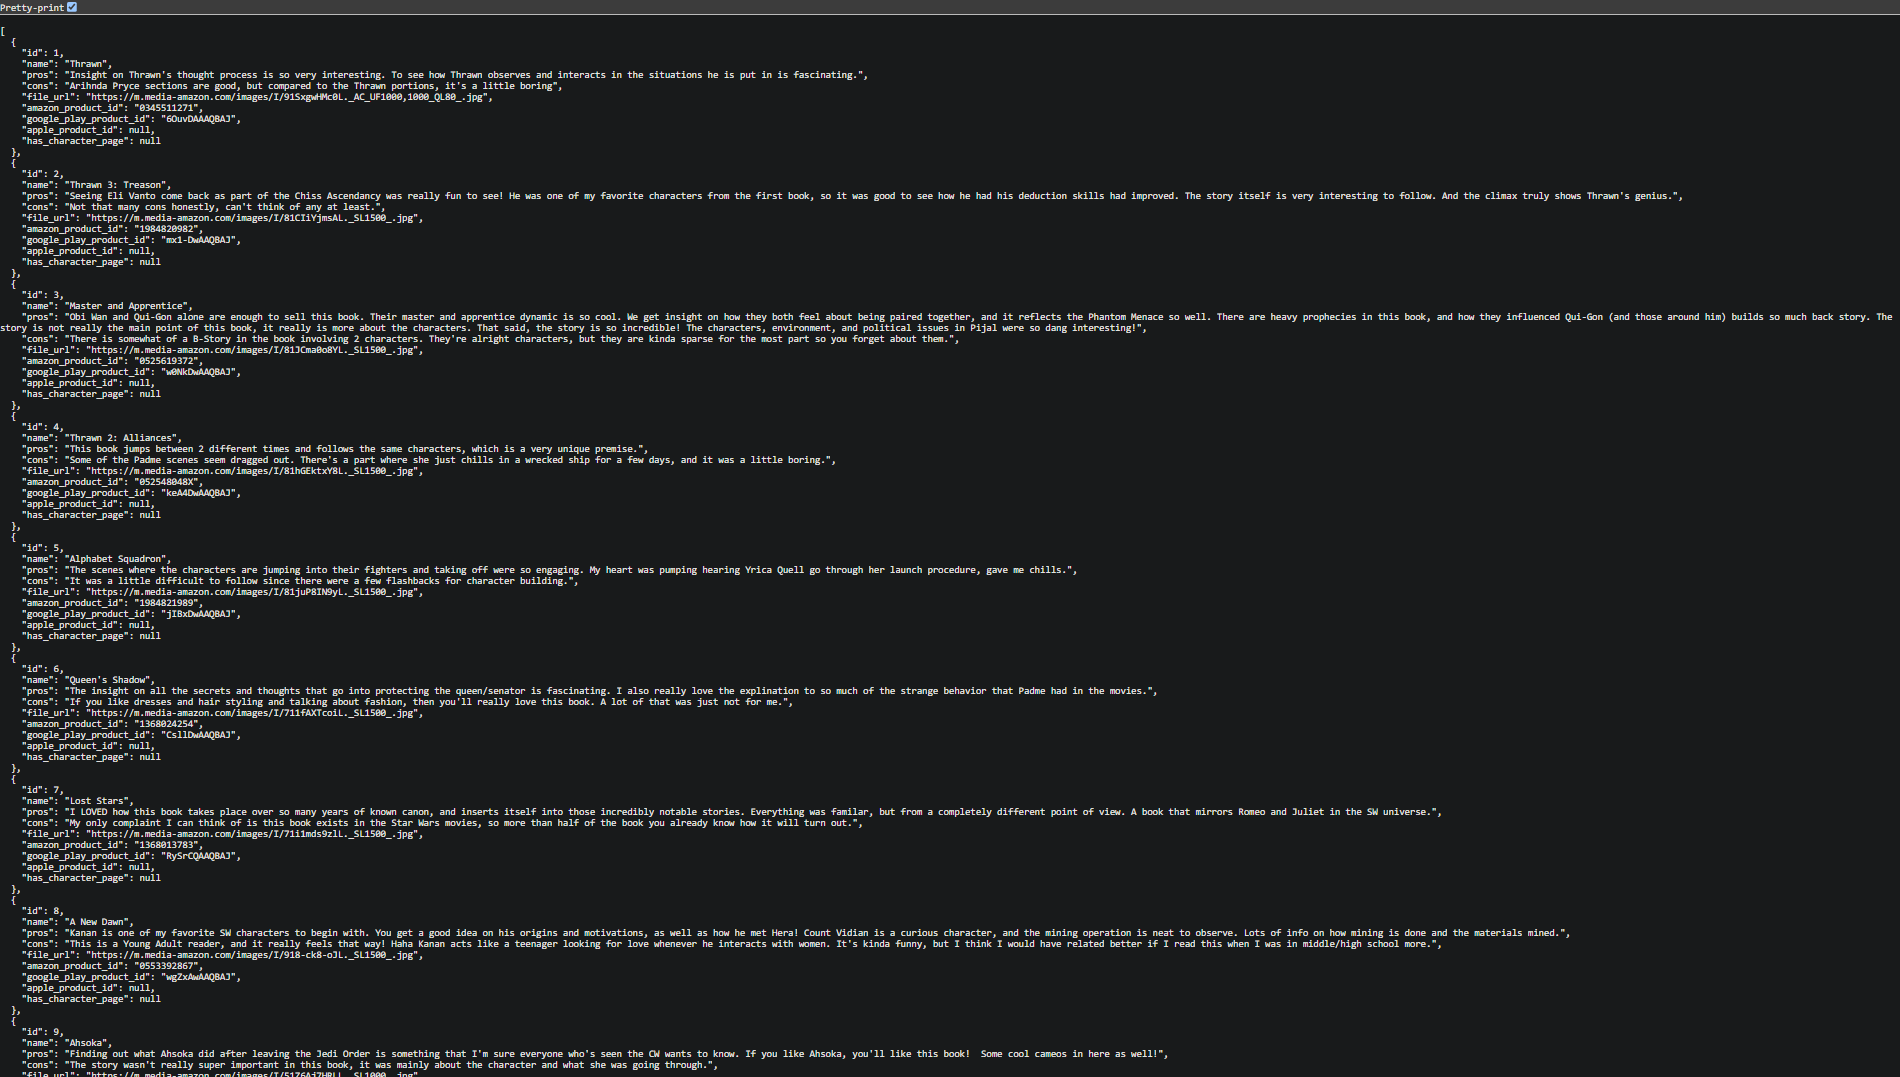 Pretty-print
[
  {
    "id": 1,
    "name": "Thrawn",
    "pros": "Insight on Thrawn's thought process is so very interesting. To see how Thrawn observes and interacts in the situations he is put in is fascinating.",
    "cons": "Arihnda Pryce sections are good, but compared to the Thrawn portions, it's a little boring",
    "file_url": "https://m.media-amazon.com/images/I/91SxgwHMc0L._AC_UF1000,1000_QL80_.jpg",
    "amazon_product_id": "0345511271",
    "google_play_product_id": "6OuvDAAAQBAJ",
    "apple_product_id": null,
    "has_character_page": null
  },
  {
    "id": 2,
    "name": "Thrawn 3: Treason",
    "pros": "Seeing Eli Vanto come back as part of the Chiss Ascendancy was really fun to see! He was one of my favorite characters from the first book, so it was good to see how he had his deduction skills had improved. The story itself is very interesting to follow. And the climax truly shows Thrawn's genius.",
    "cons": "Not that many cons honestly, can't think of any at least.",
    "file_url": "https://m.media-amazon.com/images/I/81CIiYjmsAL._SL1500_.jpg",
    "amazon_product_id": "1984820982",
    "google_play_product_id": "mx1-DwAAQBAJ",
    "apple_product_id": null,
    "has_character_page": null
  },
  {
    "id": 3,
    "name": "Master and Apprentice",
    "pros": "Obi Wan and Qui-Gon alone are enough to sell this book. Their master and apprentice dynamic is so cool. We get insight on how they both feel about being paired together, and it reflects the Phantom Menace so well. There are heavy prophecies in this book, and how they influenced Qui-Gon (and those around him) builds so much back story. The
story is not really the main point of this book, it really is more about the characters. That said, the story is so incredible! The characters, environment, and political issues in Pijal were so dang interesting!",
    "cons": "There is somewhat of a B-Story in the book involving 2 characters. They're alright characters, but they are kinda sparse for the most part so you forget about them.",
    "file_url": "https://m.media-amazon.com/images/I/81JCma0o8YL._SL1500_.jpg",
    "amazon_product_id": "0525619372",
    "google_play_product_id": "w0NkDwAAQBAJ",
    "apple_product_id": null,
    "has_character_page": null
  },
  {
    "id": 4,
    "name": "Thrawn 2: Alliances",
    "pros": "This book jumps between 2 different times and follows the same characters, which is a very unique premise.",
    "cons": "Some of the Padme scenes seem dragged out. There's a part where she just chills in a wrecked ship for a few days, and it was a little boring.",
    "file_url": "https://m.media-amazon.com/images/I/81hGEktxY8L._SL1500_.jpg",
    "amazon_product_id": "052548048X",
    "google_play_product_id": "keA4DwAAQBAJ",
    "apple_product_id": null,
    "has_character_page": null
  },
  {
    "id": 5,
    "name": "Alphabet Squadron",
    "pros": "The scenes where the characters are jumping into their fighters and taking off were so engaging. My heart was pumping hearing Yrica Quell go through her launch procedure, gave me chills.",
    "cons": "It was a little difficult to follow since there were a few flashbacks for character building.",
    "file_url": "https://m.media-amazon.com/images/I/81juP8IN9yL._SL1500_.jpg",
    "amazon_product_id": "1984821989",
    "google_play_product_id": "jIBxDwAAQBAJ",
    "apple_product_id": null,
    "has_character_page": null
  },
  {
    "id": 6,
    "name": "Queen's Shadow",
    "pros": "The insight on all the secrets and thoughts that go into protecting the queen/senator is fascinating. I also really love the explination to so much of the strange behavior that Padme had in the movies.",
    "cons": "If you like dresses and hair styling and talking about fashion, then you'll really love this book. A lot of that was just not for me.",
    "file_url": "https://m.media-amazon.com/images/I/711fAXTcoiL._SL1500_.jpg",
    "amazon_product_id": "1368024254",
    "google_play_product_id": "CsllDwAAQBAJ",
    "apple_product_id": null,
    "has_character_page": null
  },
  {
    "id": 7,
    "name": "Lost Stars",
    "pros": "I LOVED how this book takes place over so many years of known canon, and inserts itself into those incredibly notable stories. Everything was familar, but from a completely different point of view. A book that mirrors Romeo and Juliet in the SW universe.",
    "cons": "My only complaint I can think of is this book exists in the Star Wars movies, so more than half of the book you already know how it will turn out.",
    "file_url": "https://m.media-amazon.com/images/I/71i1mds9zlL._SL1500_.jpg",
    "amazon_product_id": "1368013783",
    "google_play_product_id": "RySrCQAAQBAJ",
    "apple_product_id": null,
    "has_character_page": null
  },
  {
    "id": 8,
    "name": "A New Dawn",
    "pros": "Kanan is one of my favorite SW characters to begin with. You get a good idea on his origins and motivations, as well as how he met Hera! Count Vidian is a curious character, and the mining operation is neat to observe. Lots of info on how mining is done and the materials mined.",
    "cons": "This is a Young Adult reader, and it really feels that way! Haha Kanan acts like a teenager looking for love whenever he interacts with women. It's kinda funny, but I think I would have related better if I read this when I was in middle/high school more.",
    "file_url": "https://m.media-amazon.com/images/I/918-ck8-oJL._SL1500_.jpg",
    "amazon_product_id": "0553392867",
    "google_play_product_id": "wgZxAwAAQBAJ",
    "apple_product_id": null,
    "has_character_page": null
  },
  {
    "id": 9,
    "name": "Ahsoka",
    "pros": "Finding out what Ahsoka did after leaving the Jedi Order is something that I'm sure everyone who's seen the CW wants to know. If you like Ahsoka, you'll like this book!  Some cool cameos in here as well!",
    "cons": "The story wasn't really super important in this book, it was mainly about the character and what she was going through.",
    "file_url": "https://m.media-amazon.com/images/I/51Z6Aj7HRLL._SL1000_.jpg"